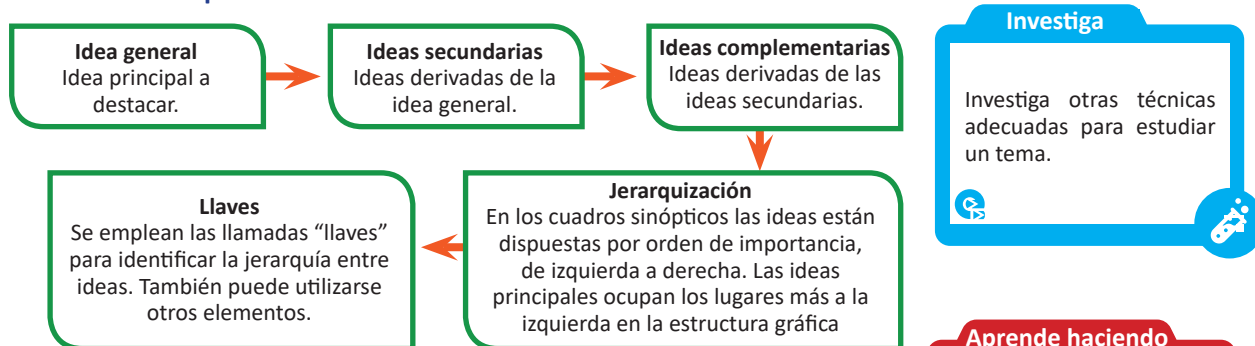 Idea general
Idea principal a
destacar.
Ideas secundarias
Ideas derivadas de la
idea general.
Ideas complementarias
Ideas derivadas de las
ideas secundarias.
Jerarquización
En los cuadros sinópticos las ideas están
dispuestas por orden de importancia,
de izquierda a derecha. Las ideas
principales ocupan los lugares más a la
izquierda en la estructura gráfica
Llaves
Se emplean las llamadas “llaves”
para identificar la jerarquía entre
ideas. También puede utilizarse
otros elementos.
Investiga
Investiga otras técnicas
adecuadas para estudiar
un tema.
Aprende haciendo